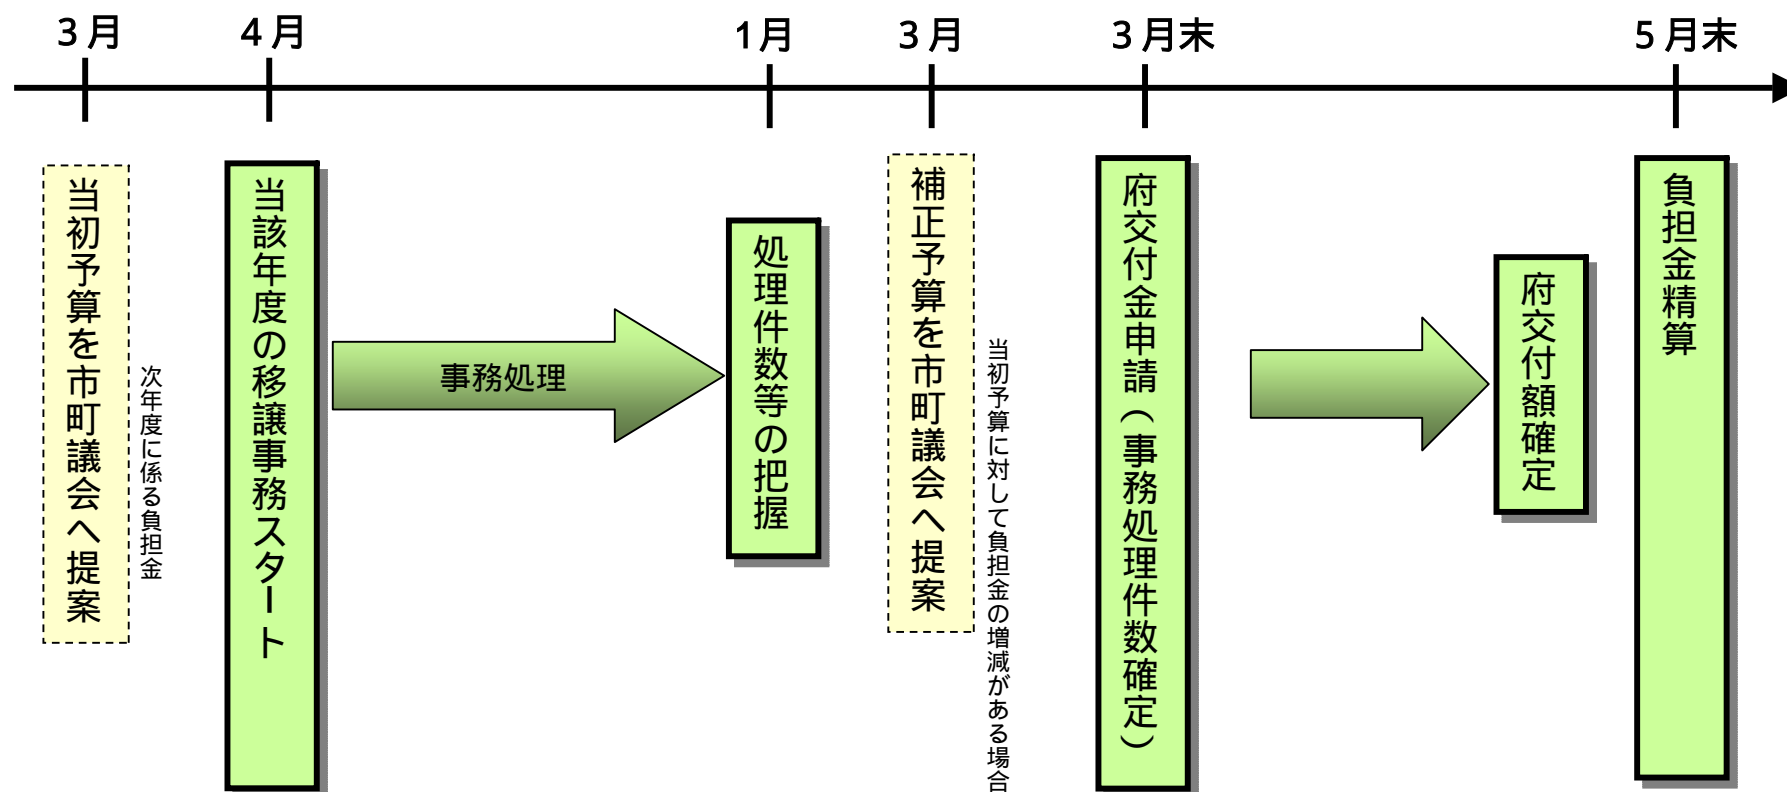 3月
4月
1月
3月
3月末
5月末
当初予算を市町議会へ提案
次年度に係る負担金
当該年度の移譲事務スタート
事務処理
処理件数等の把握
補正予算を市町議会へ提案
当初予算に対して負担金の増減がある場合
府交付金申請（事務処理件数確定）
府交付額確定
負担金精算